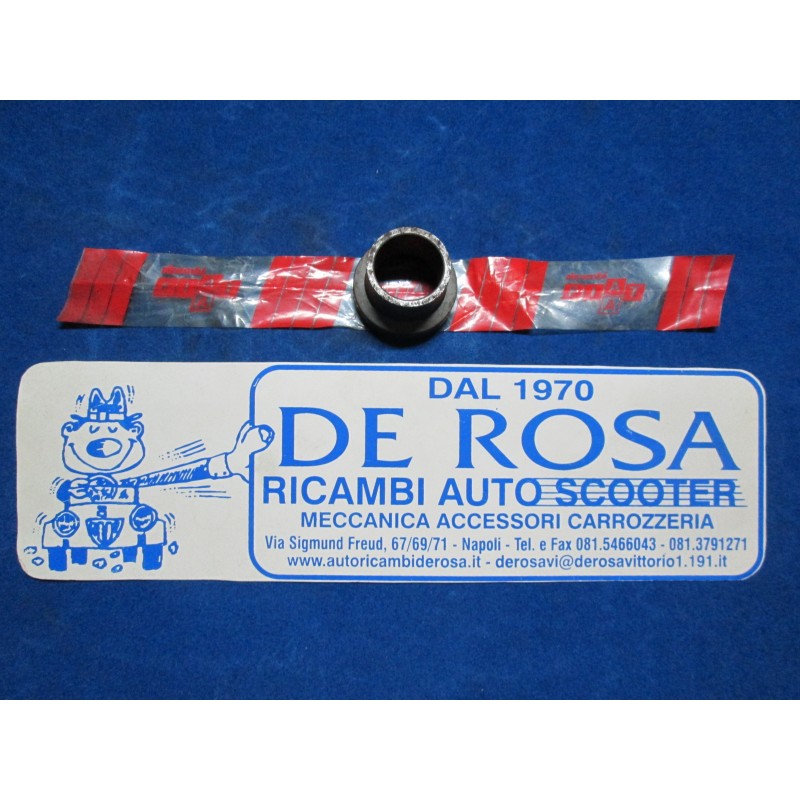 DAL 1970
DE ROSA
RICAMBI AUTO SCOOTER
MECCANICA ACCESSORI CARROZZERIA
Via Sigmund Freud, 67/69/71 - Napoli - Tel. e Fax 081.5466043 - 081.3791271
www.autoricambiderosa.it - derosavi@derosavittorio1.191.it